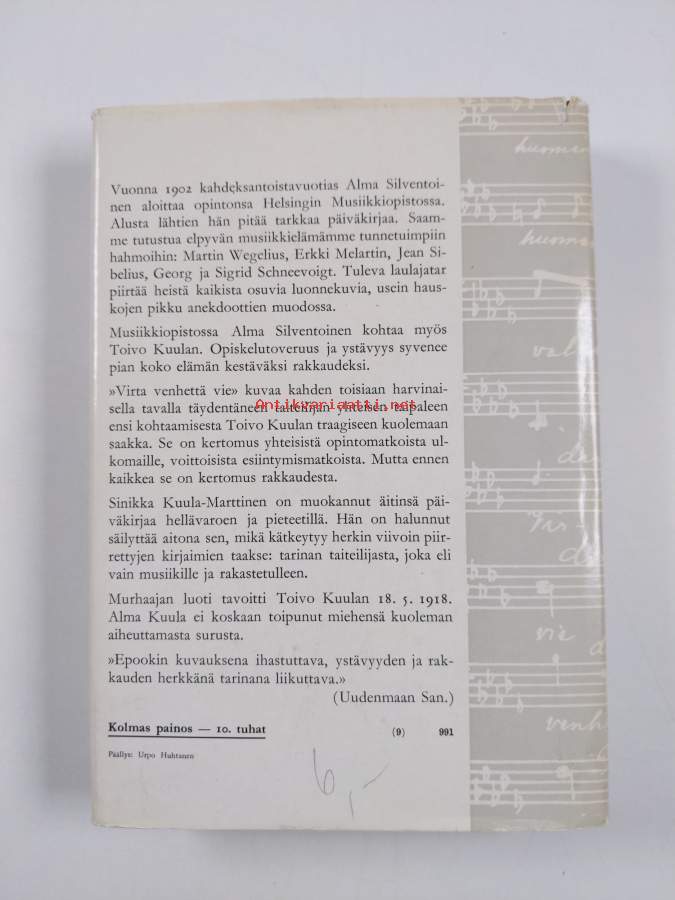 Vuonna 1902 kahdeksantoistavuotias Alma Silventoi-
nen aloittaa opintonsa Helsingin Musiikkiopistossa.
Alusta lähtien hän pitää tarkkaa päiväkirjaa. Saam-
me tutustua elpyvän musiikkielämämme tunnetuimpiin
hahmoihin: Martin Wegelius, Erkki Melartin, Jean Si-
belius, Georg ja Sigrid Schneevoigt. Tuleva laulajatar
piirtää heistä kaikista osuvia luonnekuvia, usein haus-
kojen pikku anekdoottien muodossa.
Musiikkiopistossa Alma Silventoinen kohtaa myös
Toivo Kuulan. Opiskelutoveruus ja ystävyys syvenee
pian koko elämän kestäväksi rakkaudeksi.
»Virta venhettä vie» kuvaa kahden toisiaan harvinai-
sella tavalla täydentäneen taiteilijan yhteisen taipaleen
Antikvariaatti.net
ensi kohtaamisesta Toivo Kuulan traagiseen kuolemaan
saakka. Se on kertomus yhteisistä opintomatkoista ul-
komaille, voittoisista esiintymismatkoista. Mutta ennen
kaikkea se on kertomus rakkaudesta.
Sinikka Kuula-Marttinen on muokannut äitinsä päi-
väkirjaa hellävaroen ja pieteetillä. Hän on halunnut
säilyttää aitona sen, mikä kätkeytyy herkin viivoin piir-
rettyjen kirjaimien taakse: tarinan taiteilijasta, joka eli
vain musiikille ja rakastetulleen.
Murhaajan luoti tavoitti Toivo Kuulan 18. 5. 1918.
Alma Kuula ei koskaan toipunut miehensä kuoleman
aiheuttamasta surusta.
»Epookin kuvauksena ihastuttava, ystävyyden ja rak-
kauden herkkänä tarinana liikuttava.»
(Uudenmaan San.)
Kolmas painos — 10. tuhat (9) 991
Päällys: Urpo Huhtanen
6,-
huomen
huomen
vie
venh